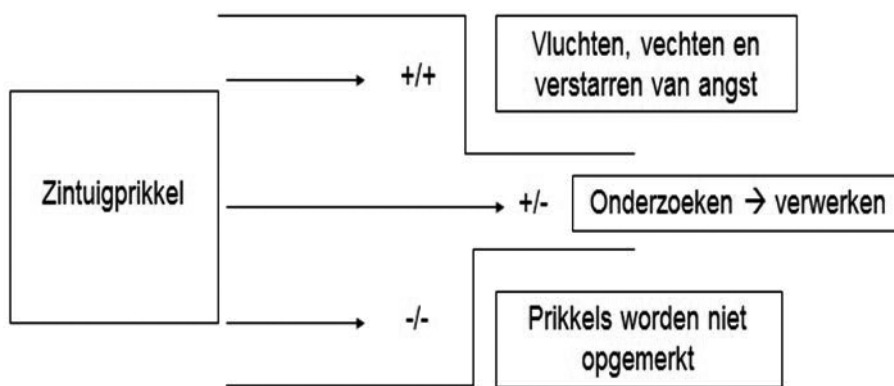 Zintuigprikkel
+/+
Vluchten, vechten en
verstarren van angst
+/-
Onderzoeken → verwerken
-/-
Prikkels worden niet
opgemerkt